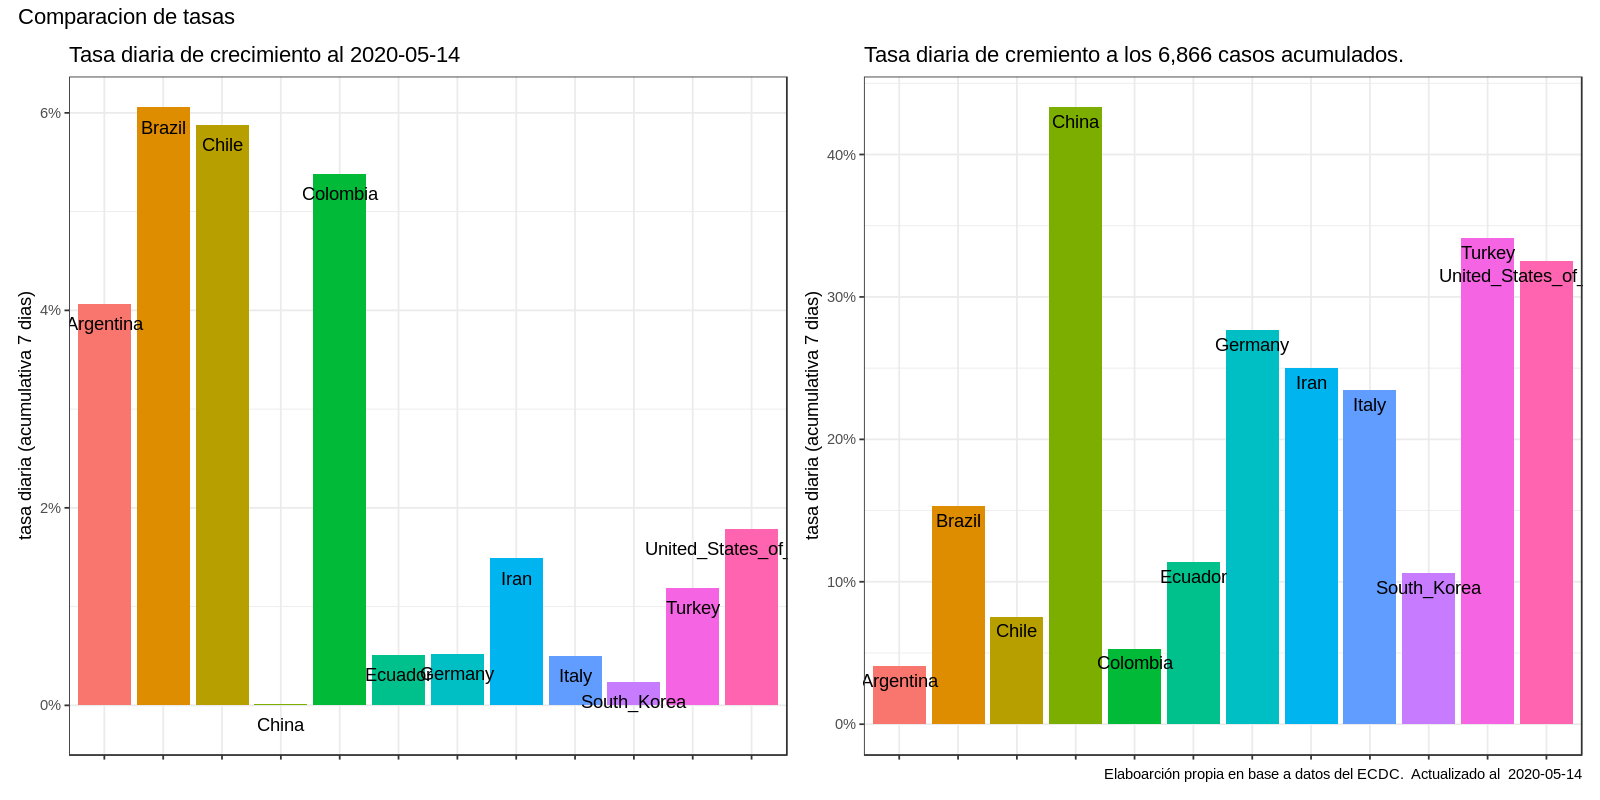 Comparacion de tasas
Tasa diaria de crecimiento al 2020-05-14
tasa diaria (acumulativa 7 dias)
6%
4%
2%
0%
Argentina
Brazil
Chile
China
Colombia
Ecuador
Germany
Iran
Italy
South_Korea
Turkey
United_States_of_
Tasa diaria de cremiento a los 6,866 casos acumulados.
tasa diaria (acumulativa 7 dias)
40%
30%
20%
10%
0%
Argentina
Brazil
Chile
China
Colombia
Ecuador
Germany
Iran
Italy
South_Korea
Turkey
United_States_of_
Elaboarción propia en base a datos del ECDC.  Actualizado al  2020-05-14